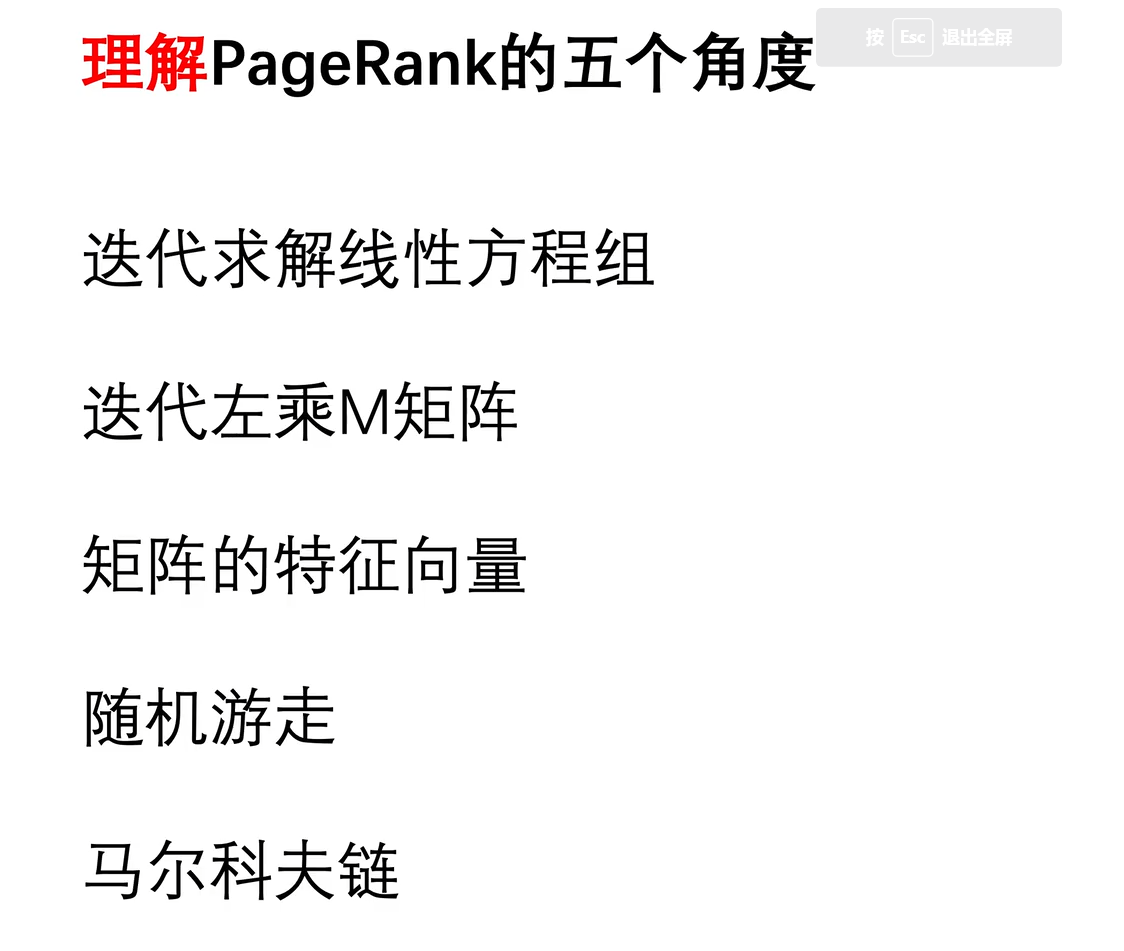 理解PageRank的五个角度
按 Esc 退出全屏
迭代求解线性方程组
迭代左乘M矩阵
矩阵的特征向量
随机游走
马尔科夫链